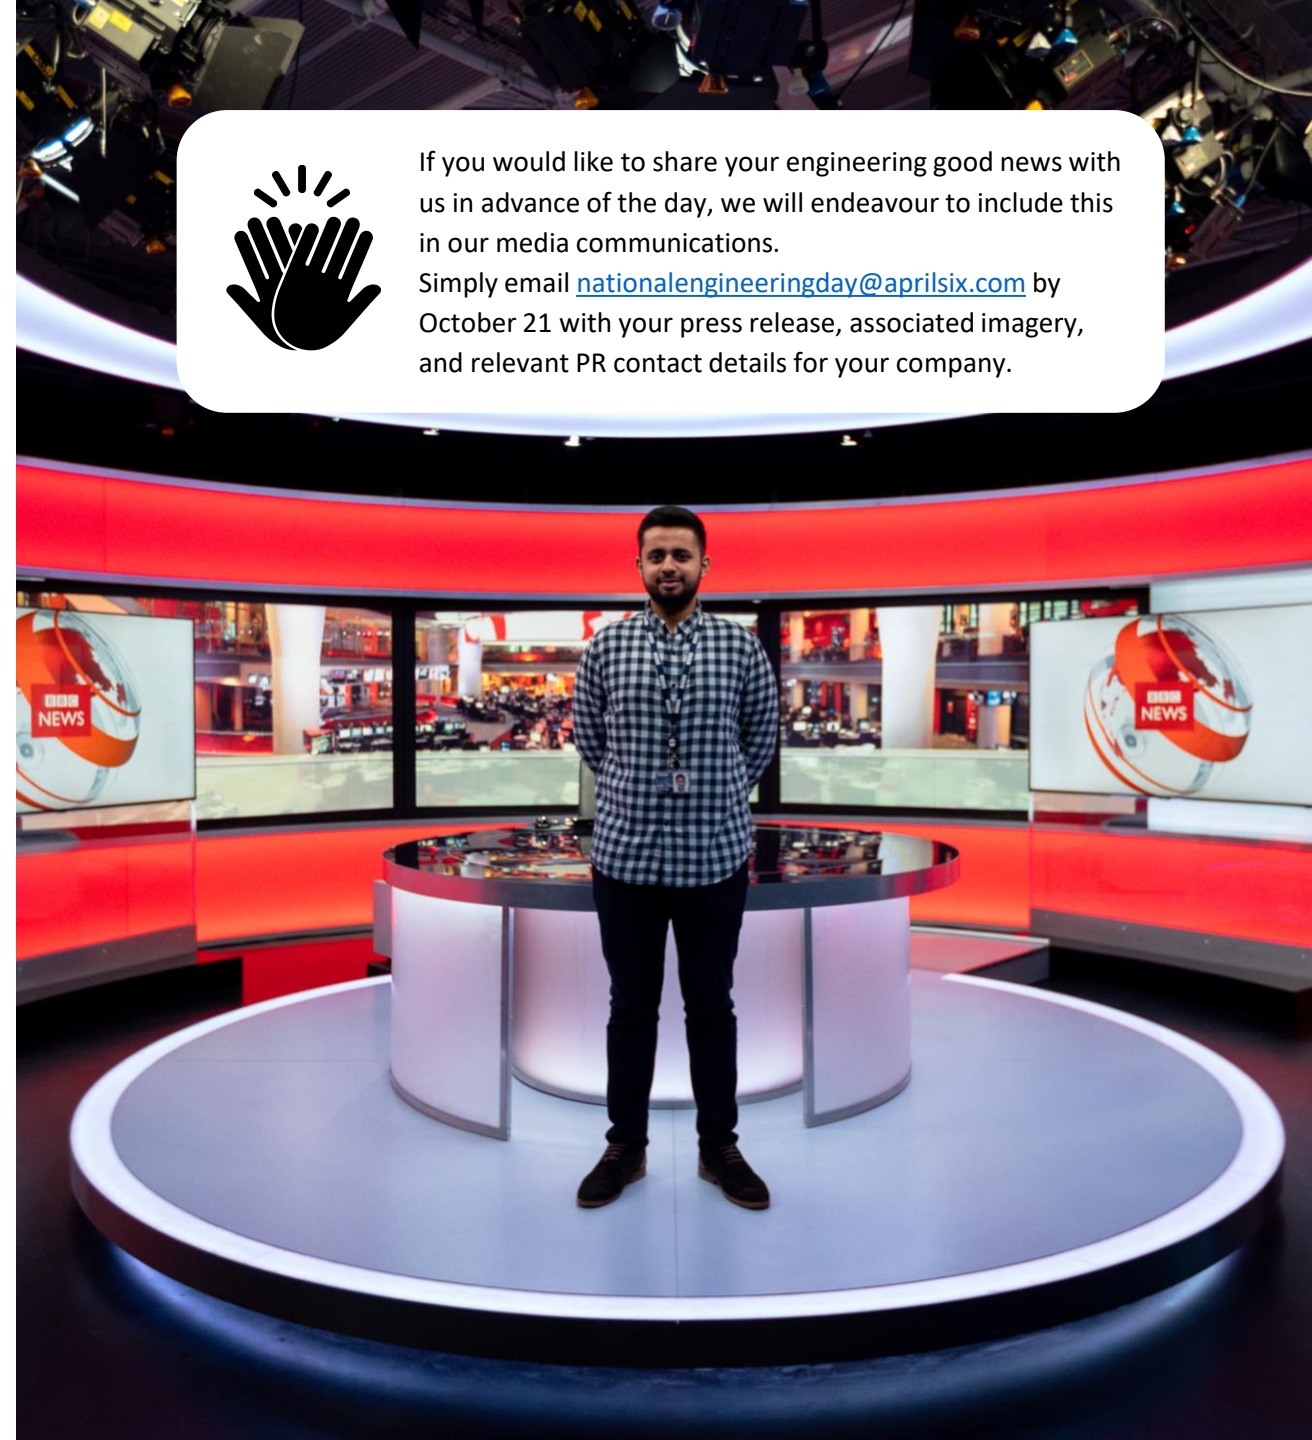 If you would like to share your engineering good news with
us in advance of the day, we will endeavour to include this
in our media communications.
Simply email nationalengineeringday@aprilsix.com by
October 21 with your press release, associated imagery,
and relevant PR contact details for your company.
BBC
NEWS
BBC
NEWS